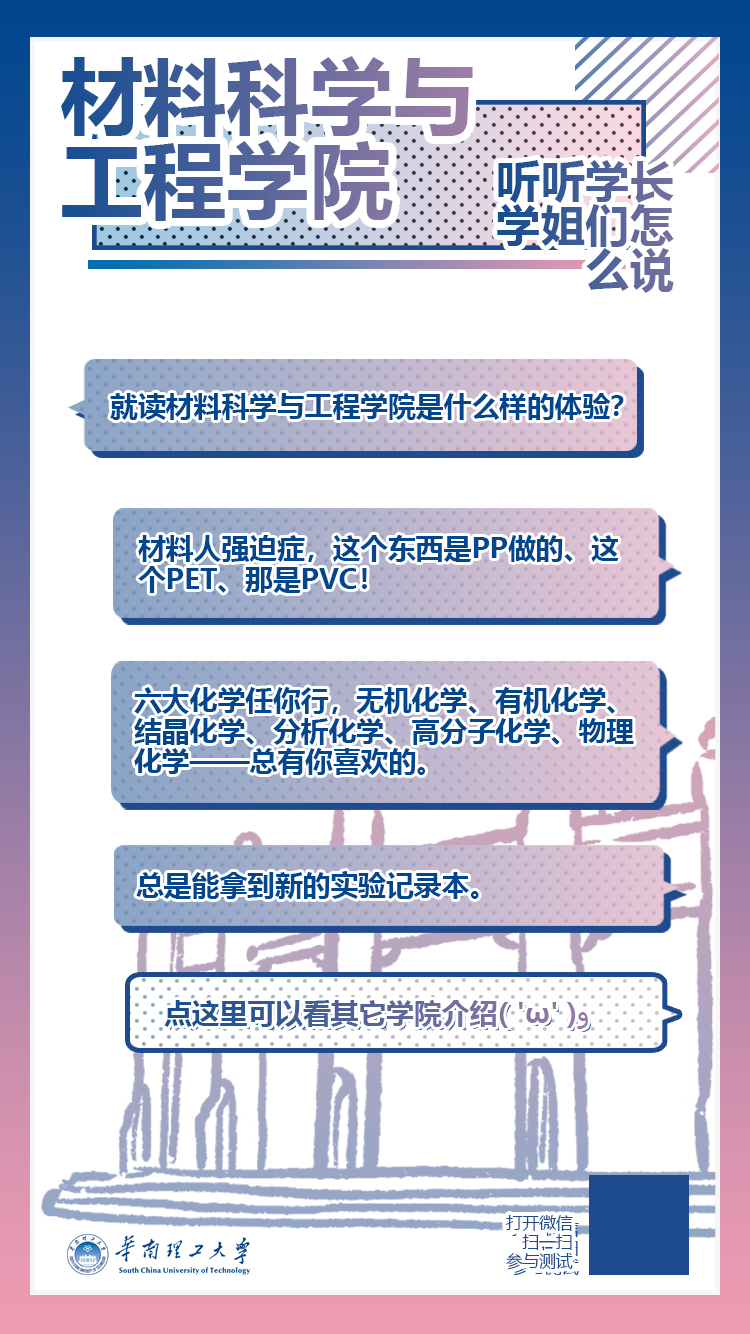 材料科学与
工程学院
听听学长
学姐们怎
么说
就读材料科学与工程学院是什么样的体验？
材料人强迫症，这个东西是PP做的、这
个PET、那是PVC！
六大化学任你行，无机化学、有机化学、
结晶化学、分析化学、高分子化学、物理
化学——总有你喜欢的。
总是能拿到新的实验记录本。
点这里可以看其它学院介绍( 'ω' )و
华南理工大学
South China University of Technology
打开微信
扫一扫
参与测试